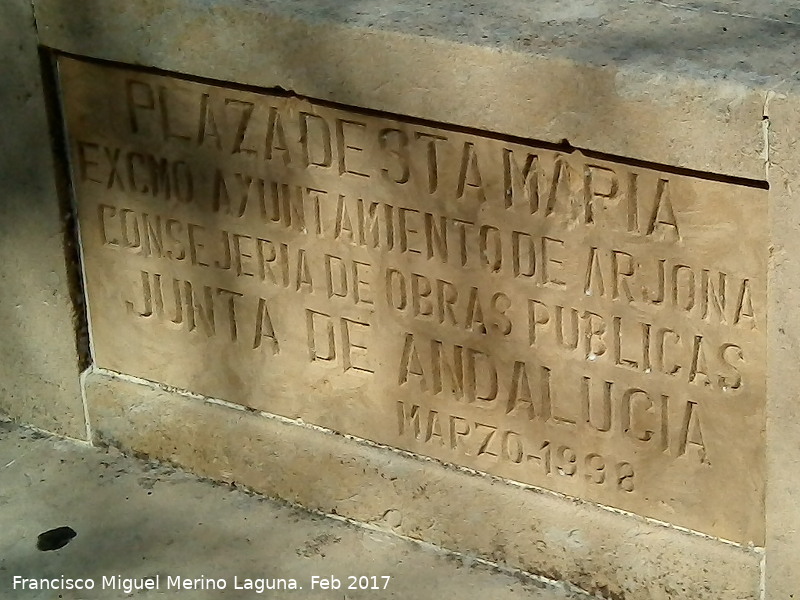 PLAZA DE STA MARIA
EXCMO AYUNTAMIENTO DE ARJONA
CONSEJERIA DE OBRAS PUBLICAS
JUNTA DE ANDALUCIA
MARZO-1998
Francisco Miguel Merino Laguna. Feb 2017